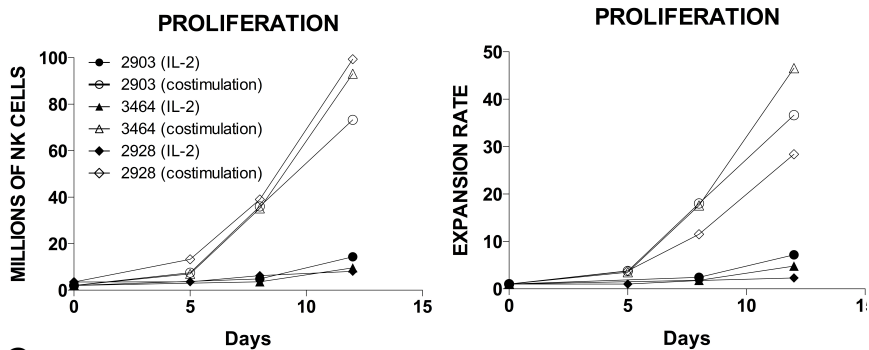 PROLIFERATION
MILLIONS OF NK CELLS
100
80
60
40
20
0
2903 (IL-2)
2903 (costimulation)
3464 (IL-2)
3464 (costimulation)
2928 (IL-2)
2928 (costimulation)
0 5 10 15
Days
PROLIFERATION
EXPANSION RATE
50
40
30
20
10
0
0 5 10 1
Days